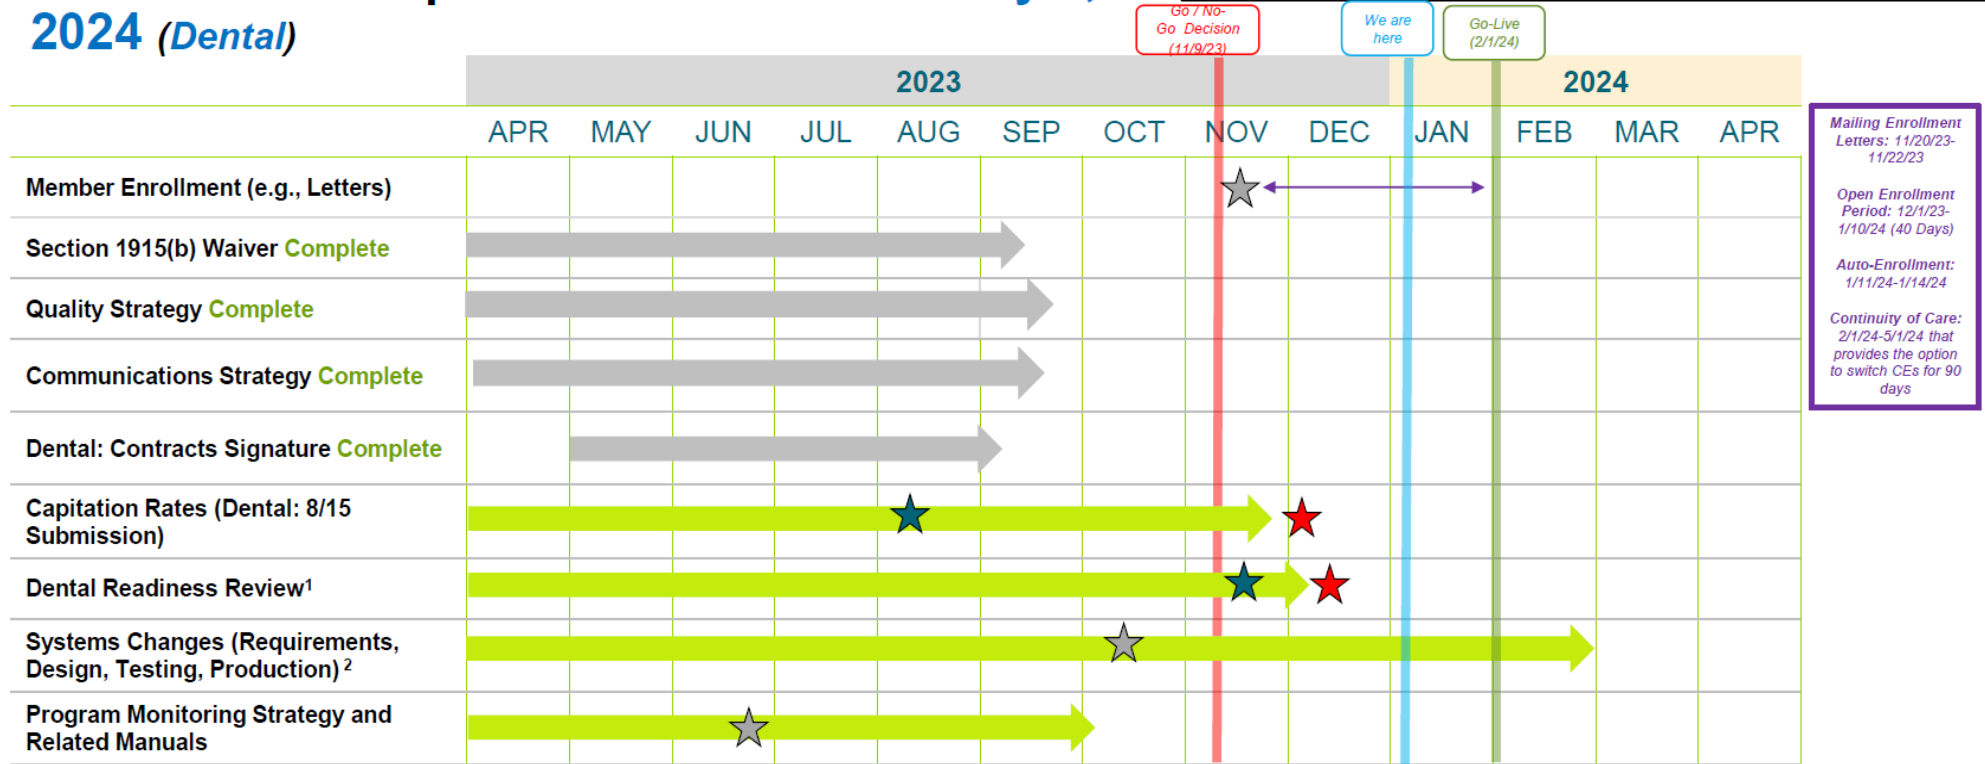 2024 (Dental)
Go / No-
Go Decision
(11/9/23)
We are
here
Go-Live
(2/1/24)
2023
2024
APR MAY JUN JUL AUG SEP OCT NOV DEC JAN FEB MAR APR
Member Enrollment (e.g., Letters)
Section 1915(b) Waiver Complete
Quality Strategy Complete
Communications Strategy Complete
Dental: Contracts Signature Complete
Capitation Rates (Dental: 8/15
Submission)
Dental Readiness Review¹
Systems Changes (Requirements,
Design, Testing, Production) ²
Program Monitoring Strategy and
Related Manuals
Mailing Enrollment
Letters: 11/20/23-
11/22/23
Open Enrollment
Period: 12/1/23-
1/10/24 (40 Days)
Auto-Enrollment:
1/11/24-1/14/24
Continuity of Care:
2/1/24-5/1/24 that
provides the option
to switch CEs for 90
days